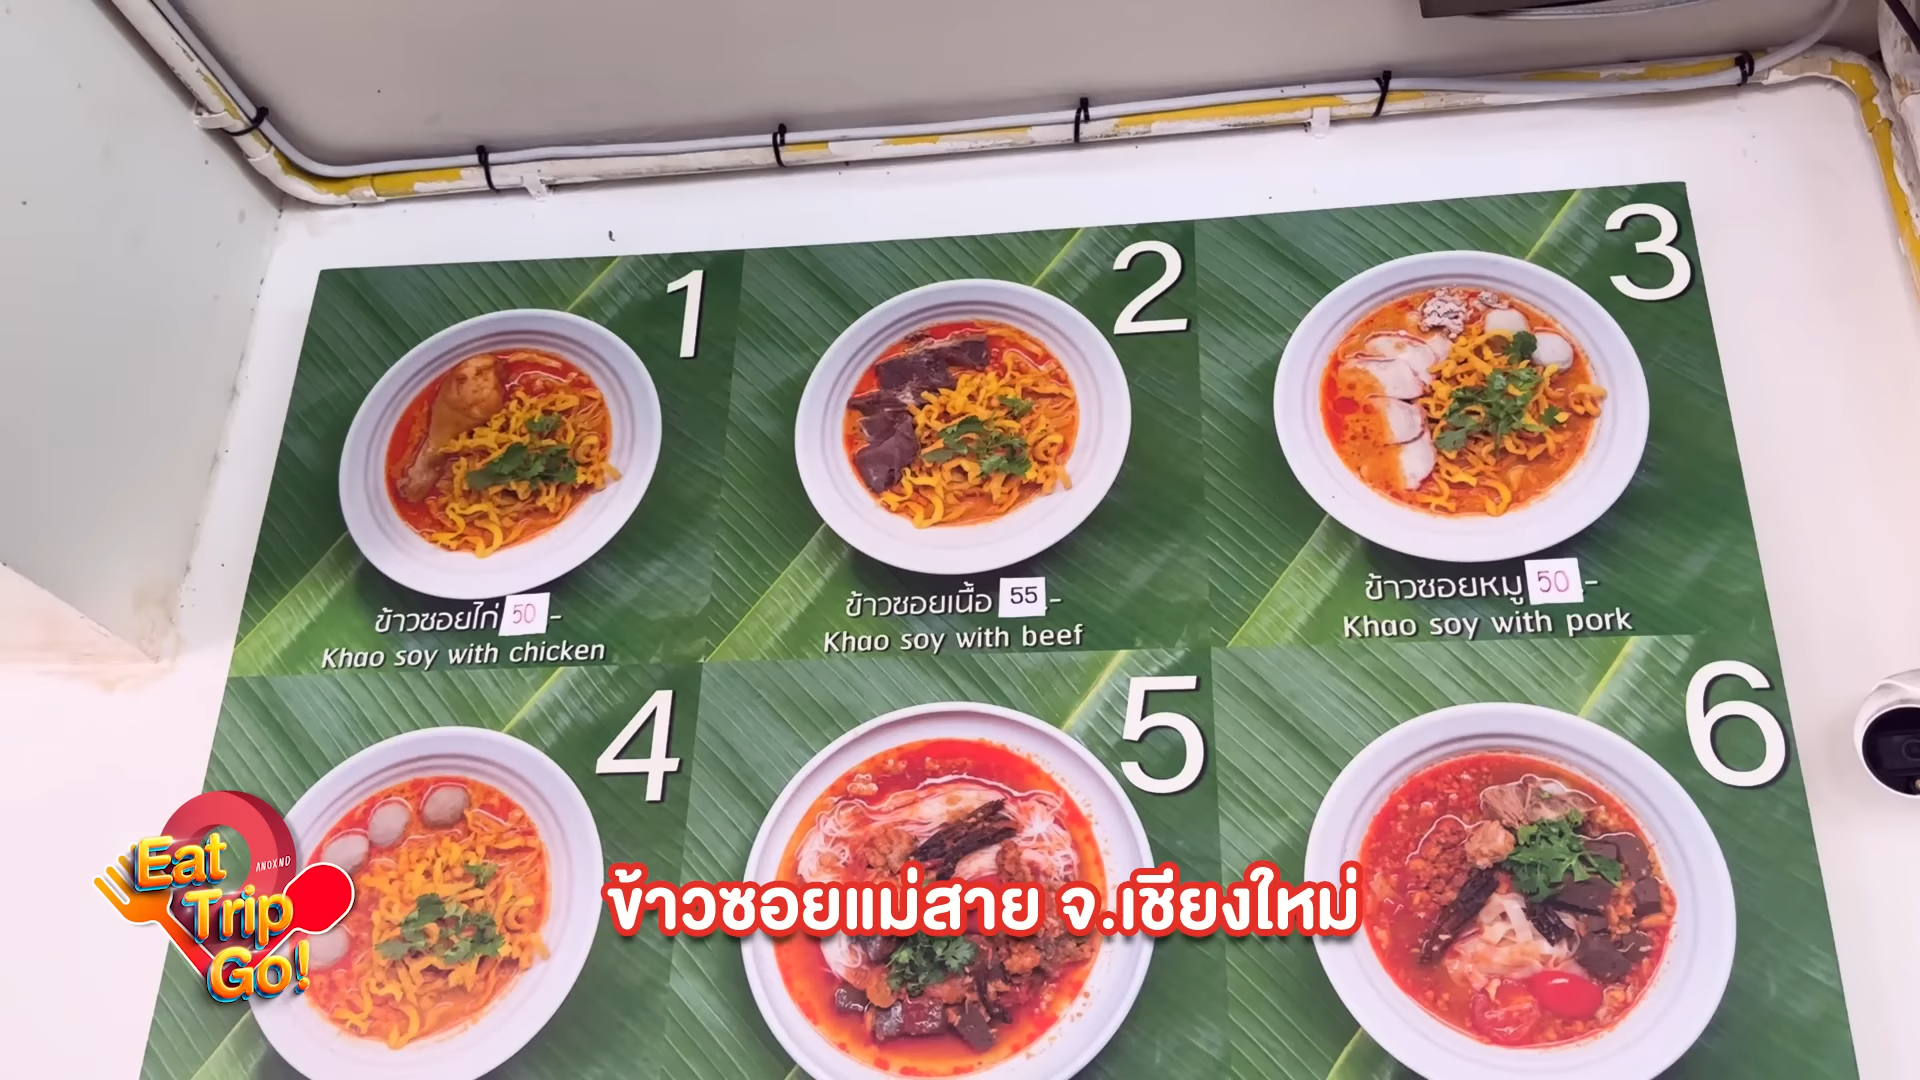 1
2
3
ข้าวซอยไก่ 50 -
Khao soy with chicken
ข้าวซอยเนื้อ 55 .-
Khao soy with beef
ข้าวซอยหมู 50 .-
Khao soy with pork
4
5
6
Eat
Trip
Go!
ANOXNO
ข้าวซอยแม่สาย จ.เชียงใหม่